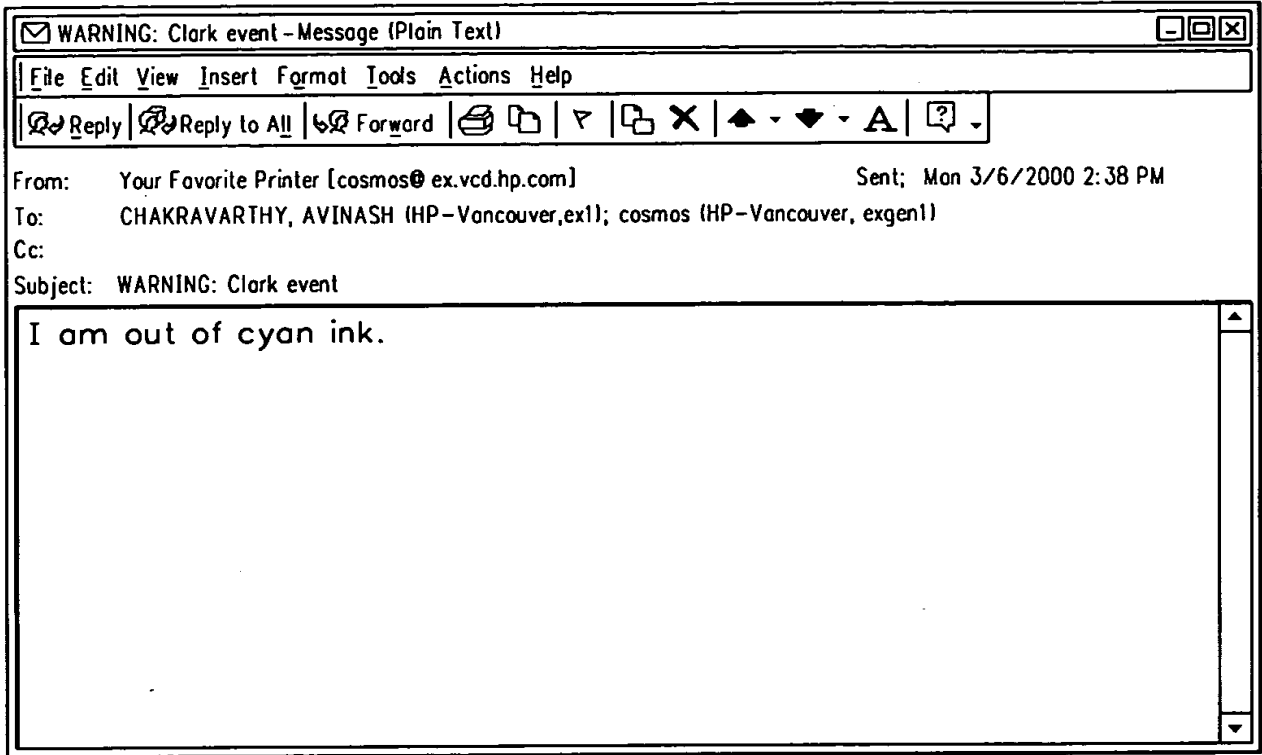 WARNING: Clark event - Message (Plain Text)
File Edit View Insert Format Tools Actions Help
Reply Reply to All Forward A ?
From: Your Favorite Printer [cosmos@ ex.vcd.hp.com] Sent; Mon 3/6/2000 2:38 PM
To: CHAKRAVARTHY, AVINASH (HP-Vancouver,ex1); cosmos (HP-Vancouver, exgen1)
Cc:
Subject: WARNING: Clark event
I am out of cyan ink.